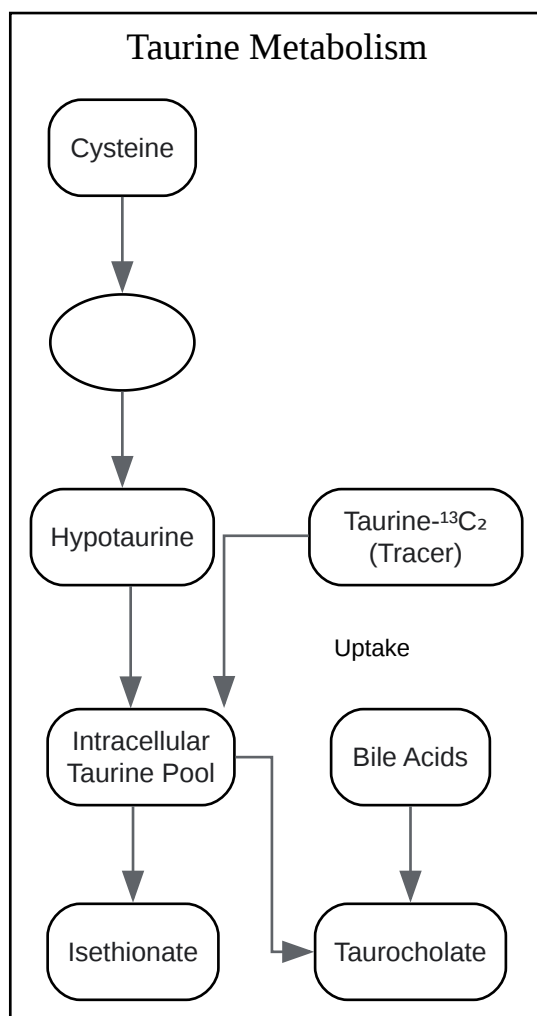 Taurine Metabolism
Cysteine
Hypotaurine
Taurine-¹³C₂
(Tracer)
Uptake
Intracellular
Taurine Pool
Bile Acids
Isethionate
Taurocholate